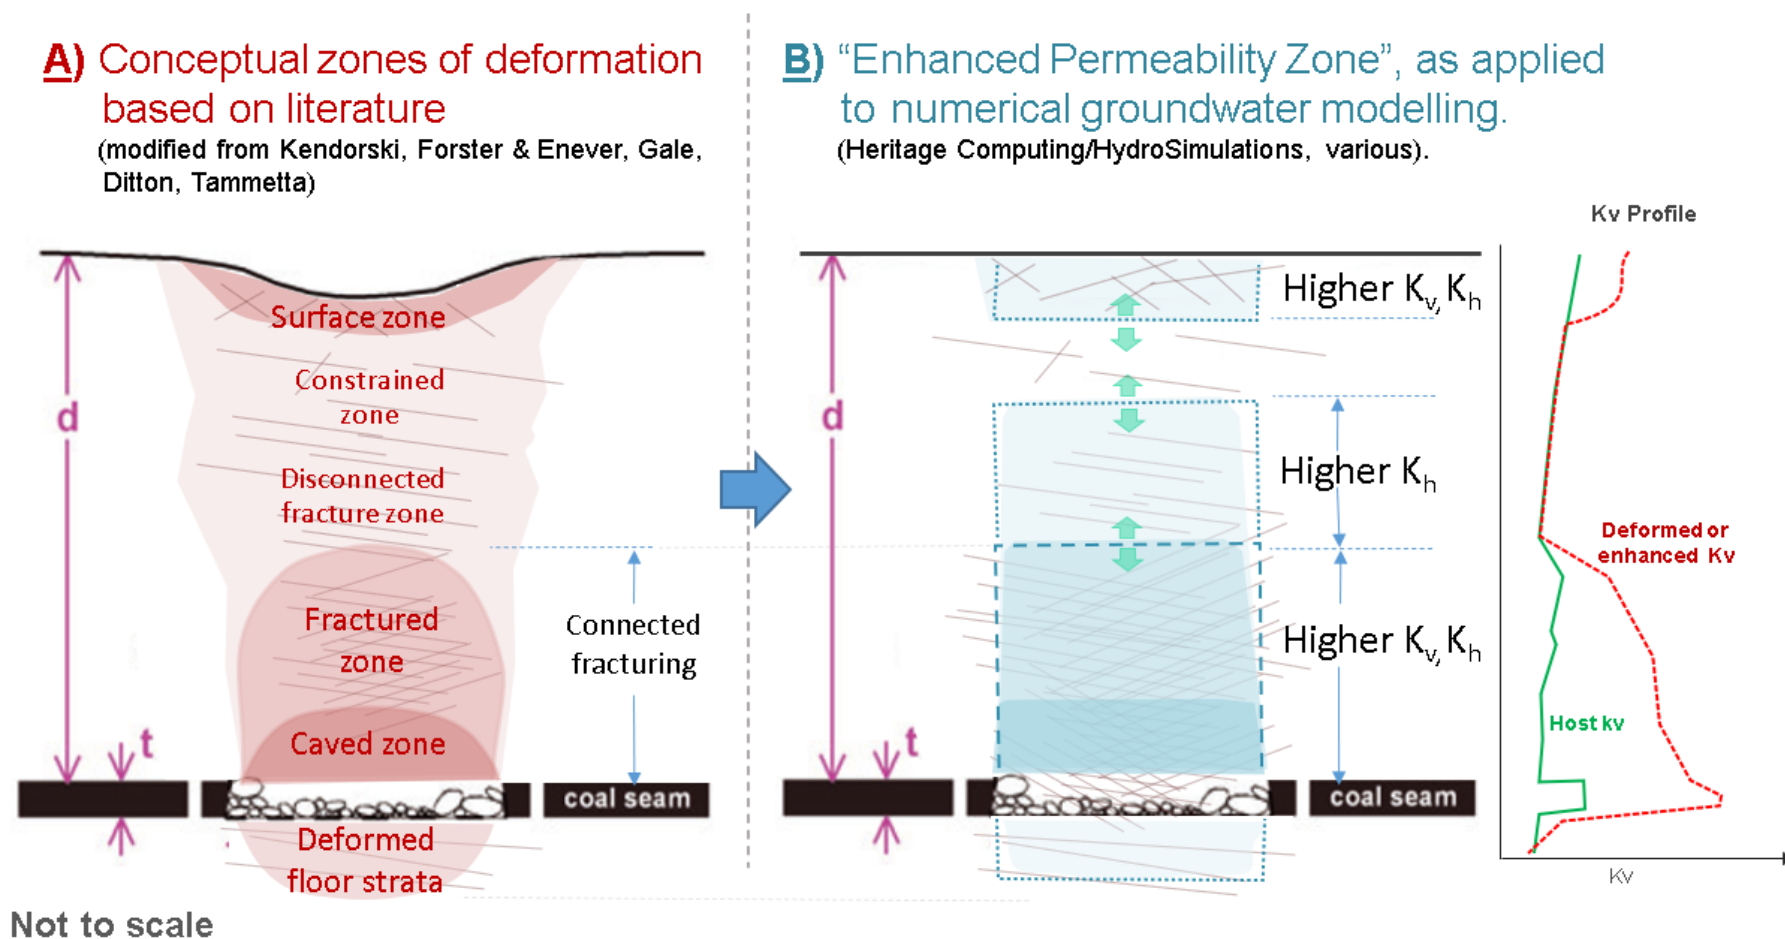 A) Conceptual zones of deformation
based on literature
(modified from Kendorski, Forster & Enever, Gale,
Ditton, Tammetta)
B) “Enhanced Permeability Zone”, as applied
to numerical groundwater modelling.
(Heritage Computing/HydroSimulations, various).
Kv Profile
Surface zone
Constrained
zone
d
Disconnected
fracture zone
Fractured
zone
Connected
fracturing
Caved zone
t
coal seam
Deformed
floor strata
Higher Kv, Kh
d
Higher Kh
Higher Kv, Kh
t
coal seam
Deformed or
enhanced Kv
Host kv
Kv
Not to scale